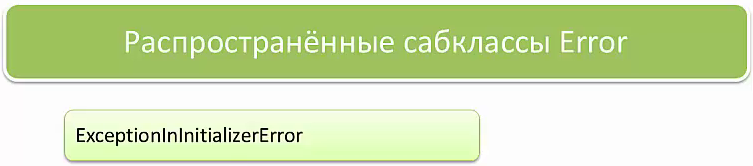 Распространённые сабклассы Error
ExceptionInInitializerError